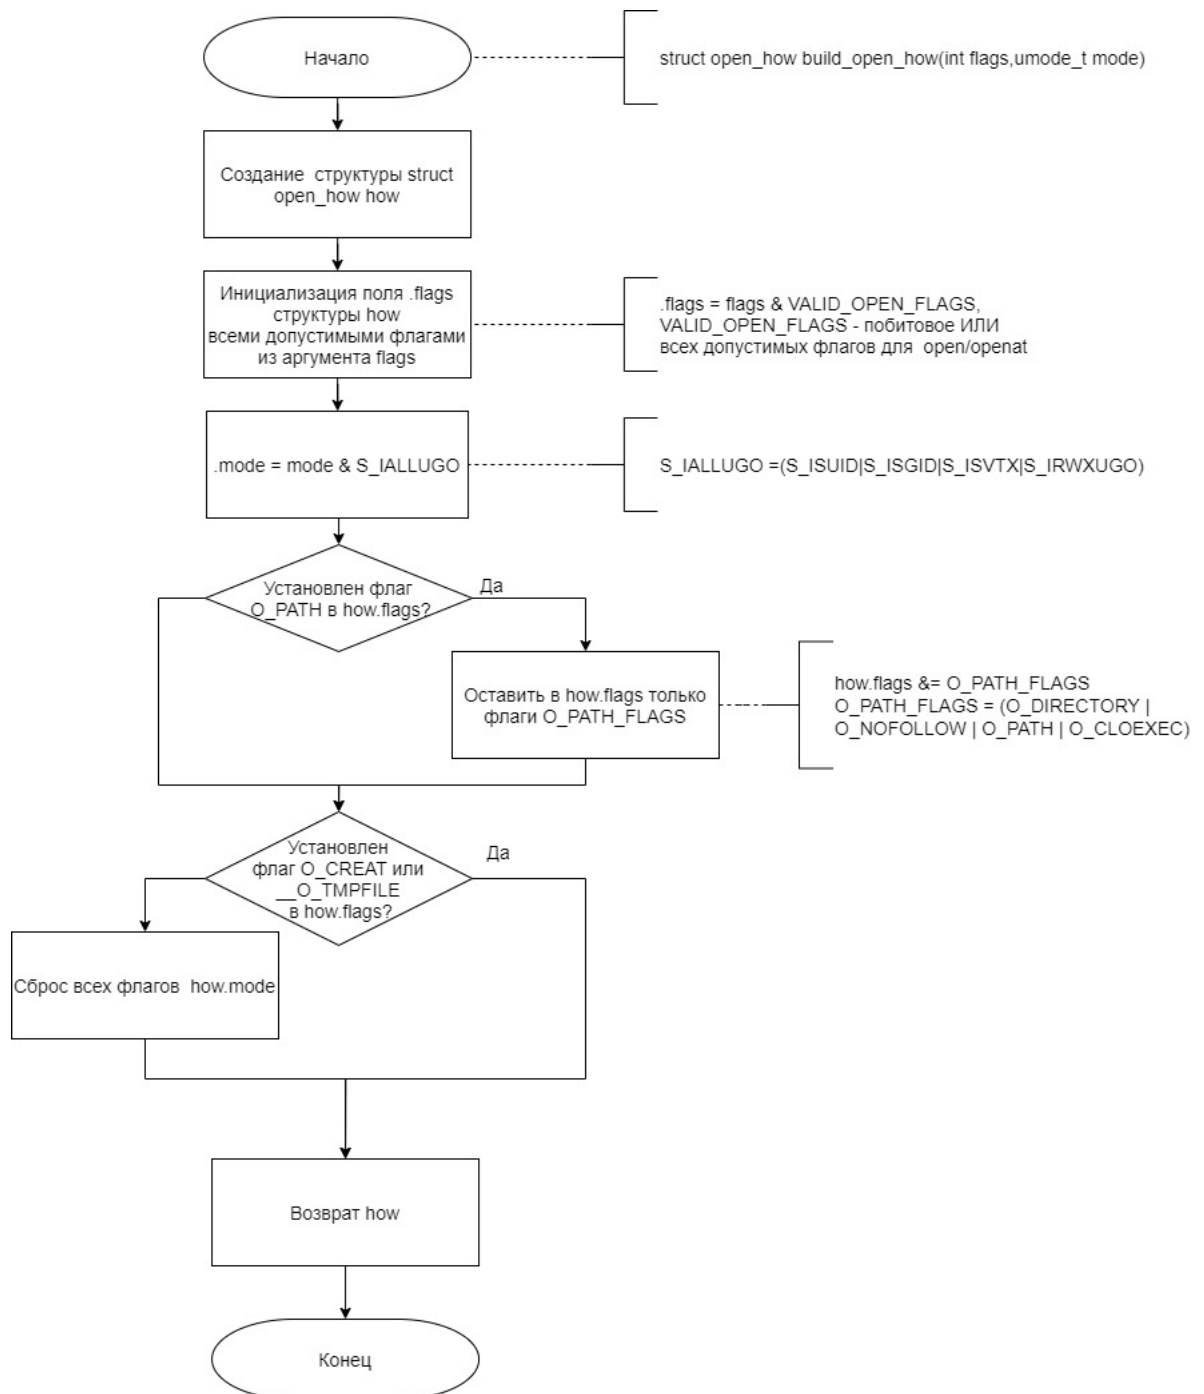 Начало
struct open_how build_open_how(int flags,umode_t mode)
Создание структуры struct
open_how how
Инициализация поля .flags
структуры how
всеми допустимыми флагами
из аргумента flags
.flags = flags & VALID_OPEN_FLAGS,
VALID_OPEN_FLAGS - побитовое ИЛИ
всех допустимых флагов для open/openat
.mode = mode & S_IALLUGO
S_IALLUGO =(S_ISUID|S_ISGID|S_ISVTX|S_IRWXUGO)
Установлен флаг
O_PATH в how.flags?
Да
Оставить в how.flags только
флаги O_PATH_FLAGS
how.flags &= O_PATH_FLAGS
O_PATH_FLAGS = (O_DIRECTORY |
O_NOFOLLOW | O_PATH | O_CLOEXEC)
Установлен
флаг O_CREAT или
__O_TMPFILE
в how.flags?
Да
Сброс всех флагов how.mode
Возврат how
Конец